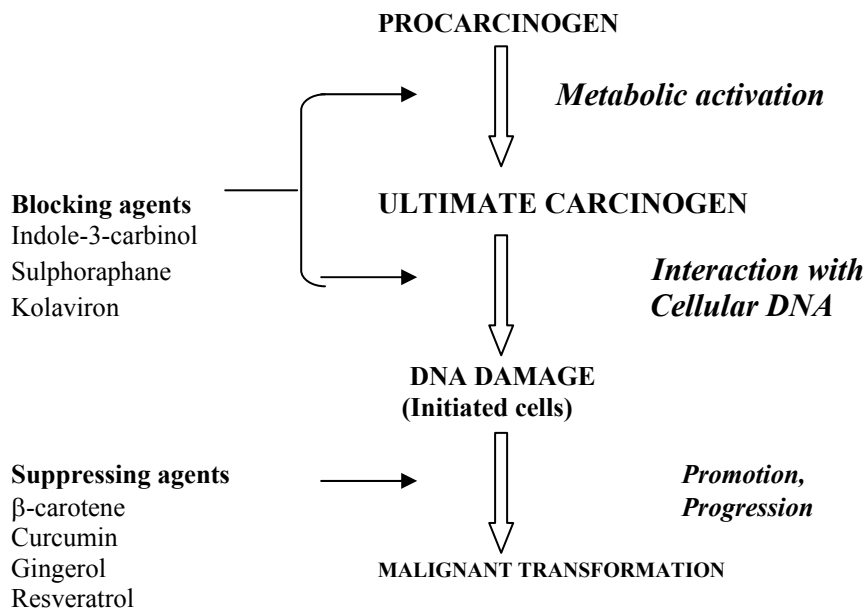 PROCARCINOGEN
Metabolic activation
Blocking agents
Indole-3-carbinol
Sulphoraphane
Kolaviron
ULTIMATE CARCINOGEN
Interaction with
Cellular DNA
DNA DAMAGE
(Initiated cells)
Suppressing agents
β-carotene
Curcumin
Gingerol
Resveratrol
Promotion,
Progression
MALIGNANT TRANSFORMATION